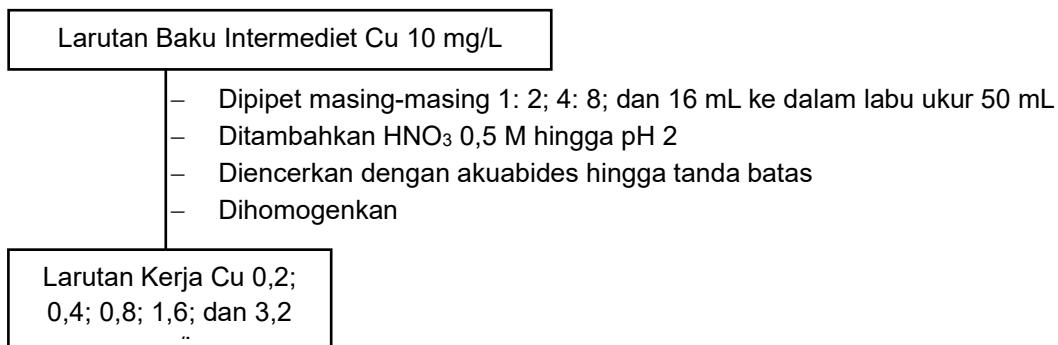 Larutan Baku Intermediet Cu 10 mg/L
– Dipipet masing-masing 1: 2; 4: 8; dan 16 mL ke dalam labu ukur 50 mL
– Ditambahkan HNO₃ 0,5 M hingga pH 2
– Diencerkan dengan akuabides hingga tanda batas
– Dihomogenkan
Larutan Kerja Cu 0,2;
0,4; 0,8; 1,6; dan 3,2